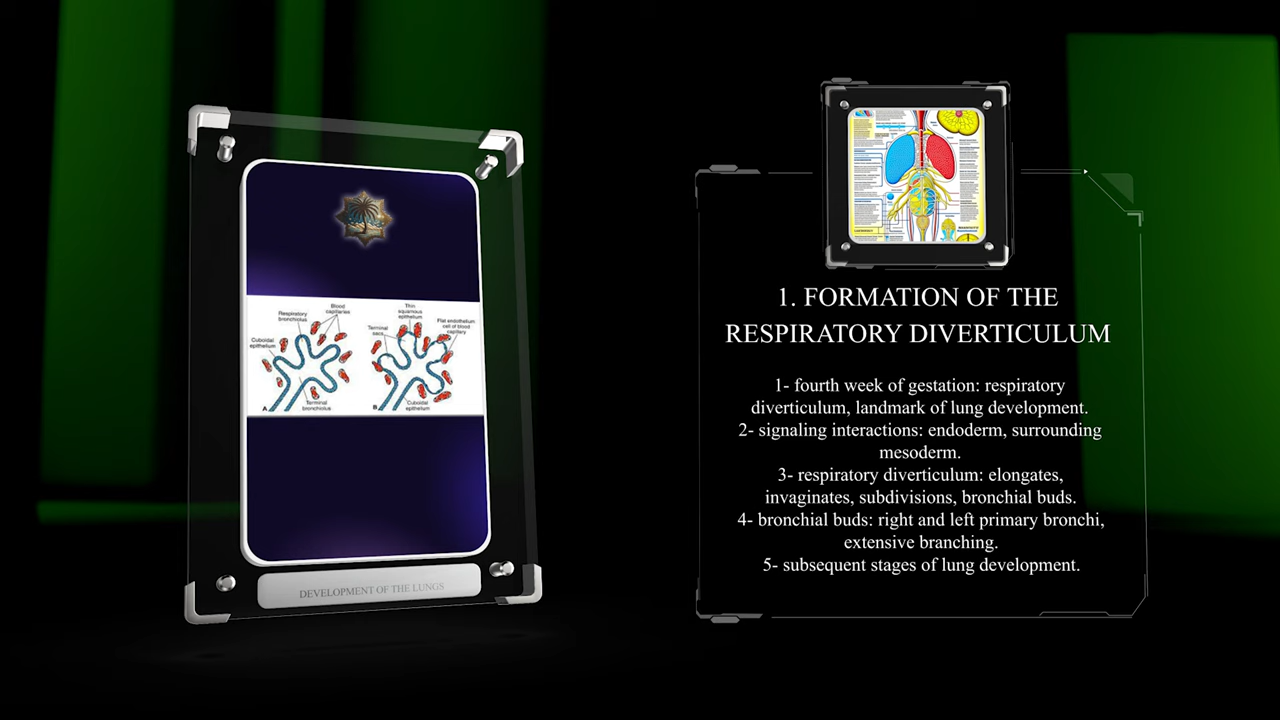 Respiratory
bronchiolus
Blood
capillaries
Cuboidal
epithelium
Terminal
bronchiolus
A
Thin
squamous
epithelium
Terminal
sacs
Flat endothelium
cell of blood
capillary
Cuboidal
epithelium
B
DEVELOPMENT OF THE LUNGS
1. FORMATION OF THE
RESPIRATORY DIVERTICULUM
1- fourth week of gestation: respiratory
diverticulum, landmark of lung development.
2- signaling interactions: endoderm, surrounding
mesoderm.
3- respiratory diverticulum: elongates,
invaginates, subdivisions, bronchial buds.
4- bronchial buds: right and left primary bronchi,
extensive branching.
5- subsequent stages of lung development.